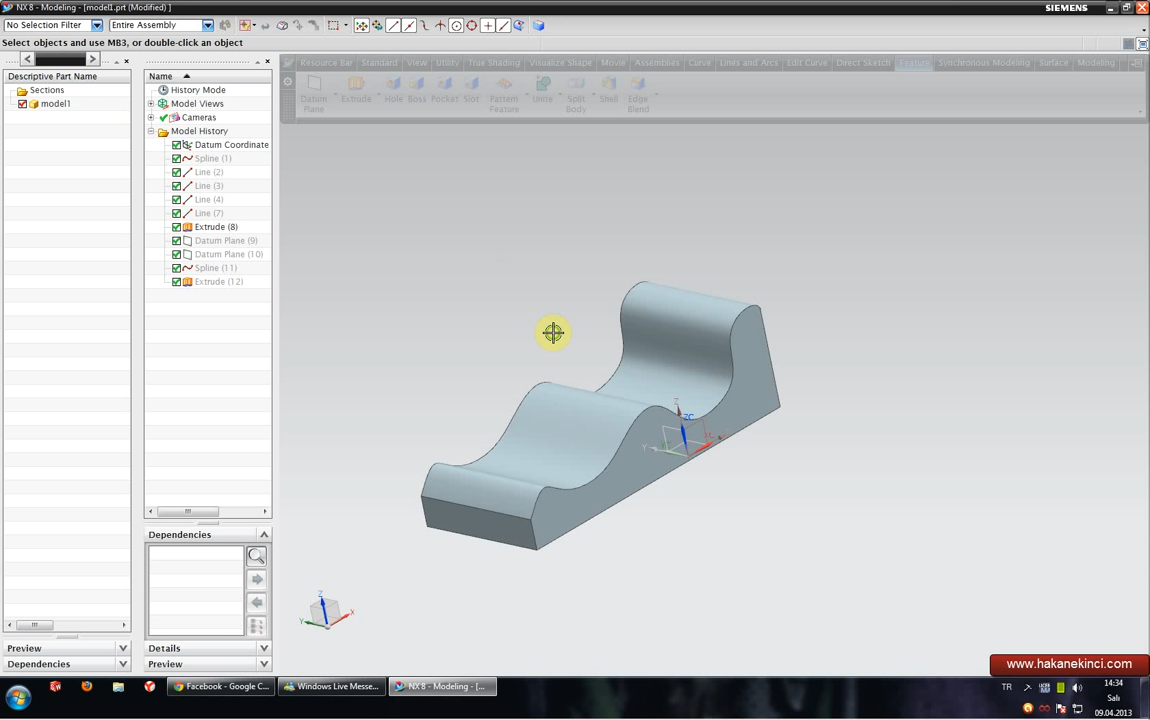 NX 8 - Modeling - [model1.prt (Modified) ]
SIEMENS
No Selection Filter
Entire Assembly
Select objects and use MB3, or double-click an object
Descriptive Part Name
Sections
model1
Name
History Mode
Model Views
Cameras
Model History
Datum Coordinate
Spline (1)
Line (2)
Line (3)
Line (4)
Line (7)
Extrude (8)
Datum Plane (9)
Datum Plane (10)
Spline (11)
Extrude (12)
Resource Bar Standard View Utility True Shading Visualize Shape Movie Assemblies Curve Lines and Arcs Edit Curve Direct Sketch Feature Synchronous Modeling Surface Modeling
Datum Plane
Extrude
Hole
Boss
Pocket
Slot
Pattern Feature
Unite
Split Body
Shell
Edge Blend
Z
ZC
Y
Z
X
Y
Dependencies
Details
Preview
Preview
Dependencies
www.hakanekinci.com
Facebook - Google C...
Windows Live Messe...
NX 8 - Modeling - [...
TR
14:34
Salı
09.04.2013